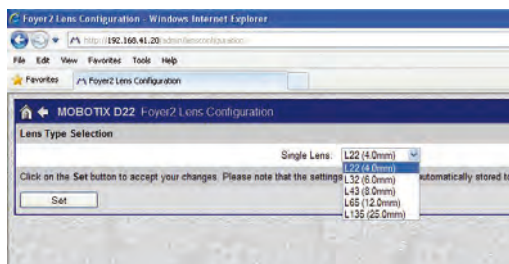 Foyer2 Lens Configuration - Windows Internet Explorer
http://192.168.41.20/admin/lensconfiguration
File Edit View Favorites Tools Help
Favorites Foyer2 Lens Configuration
MOBOTIX D22 Foyer2 Lens Configuration
Lens Type Selection
Single Lens: L22 (4.0mm)
L22 (4.0mm)
L32 (6.0mm)
L43 (8.0mm)
L65 (12.0mm)
L135 (25.0mm)
Click on the Set button to accept your changes. Please note that the settings automatically stored to
Set